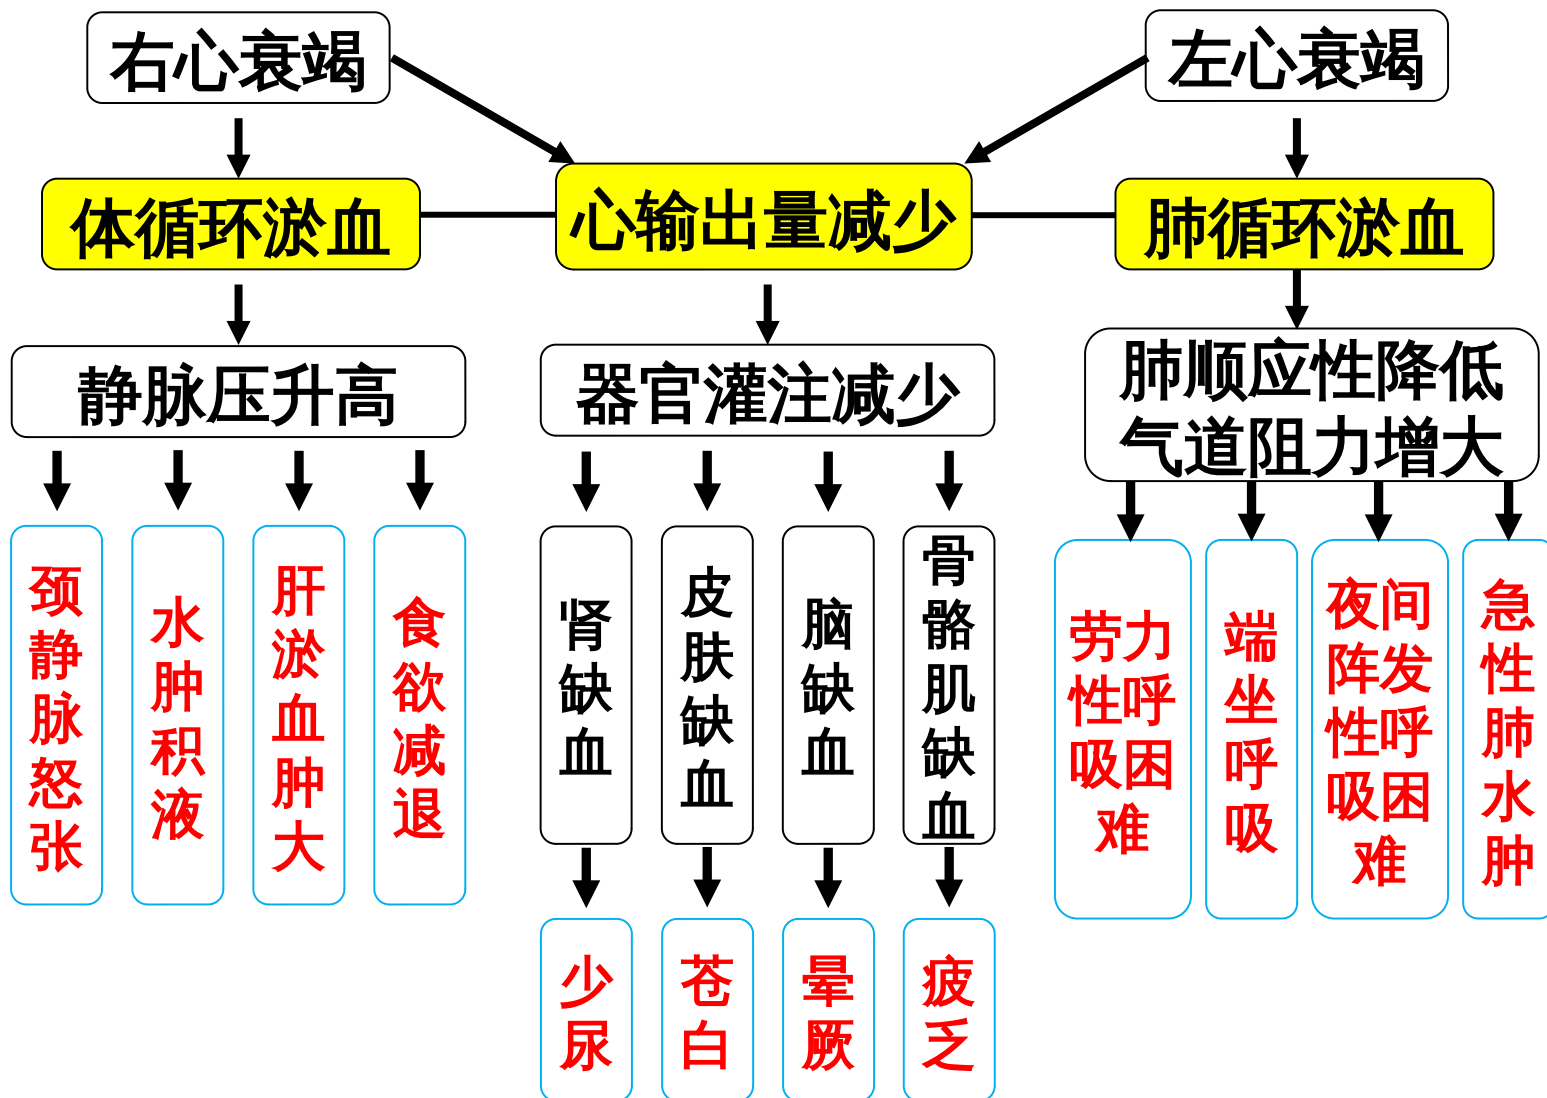 右心衰竭
左心衰竭
体循环淤血
心输出量减少
肺循环淤血
静脉压升高
器官灌注减少
肺顺应性降低
气道阻力增大
颈静脉怒张
水肿积液
肝淤血肿大
食欲减退
肾缺血
皮肤缺血
脑缺血
骨骼肌缺血
劳力
性呼
吸困
难
端坐呼吸
夜间
阵发
性呼
吸困
难
急性肺水肿
少尿
苍白
晕厥
疲乏